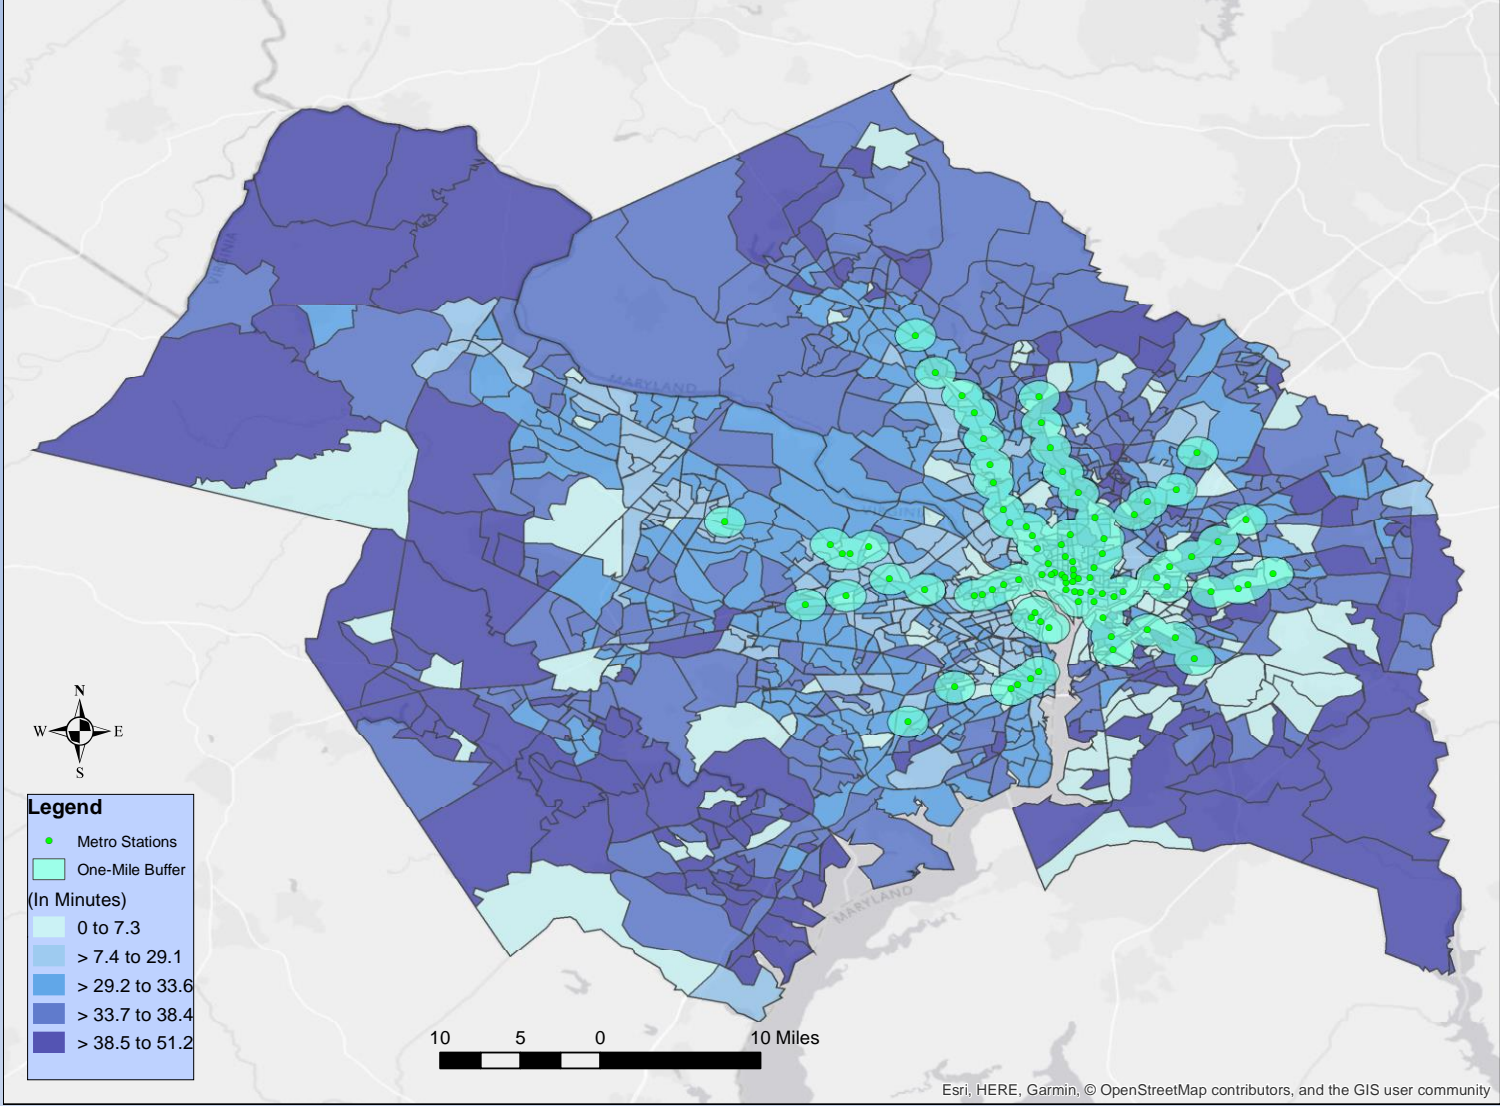 VIRGINIA
MARYLAND
VIRGINI
N
W E
S
MARYLAND
Legend
Metro Stations
One-Mile Buffer
(In Minutes)
0 to 7.3
> 7.4 to 29.1
> 29.2 to 33.6
> 33.7 to 38.4
> 38.5 to 51.2
10 5 0 10 Miles
Esri, HERE, Garmin, © OpenStreetMap contributors, and the GIS user community